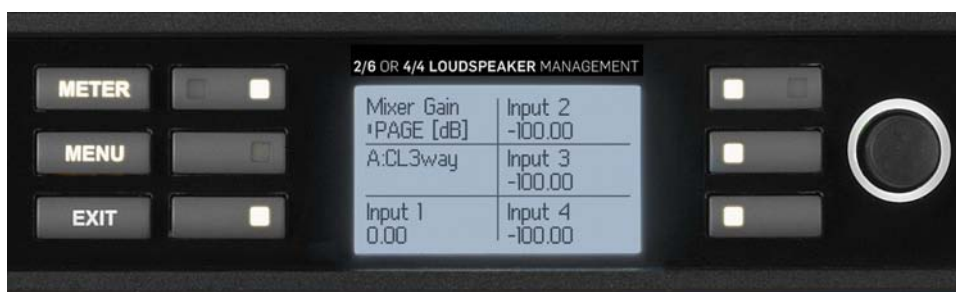 2/6 OR 4/4 LOUDSPEAKER MANAGEMENT
METER
MENU
EXIT
Mixer Gain
PAGE [dB]
A:CL3way
Input 1
0.00
Input 2
-100.00
Input 3
-100.00
Input 4
-100.00